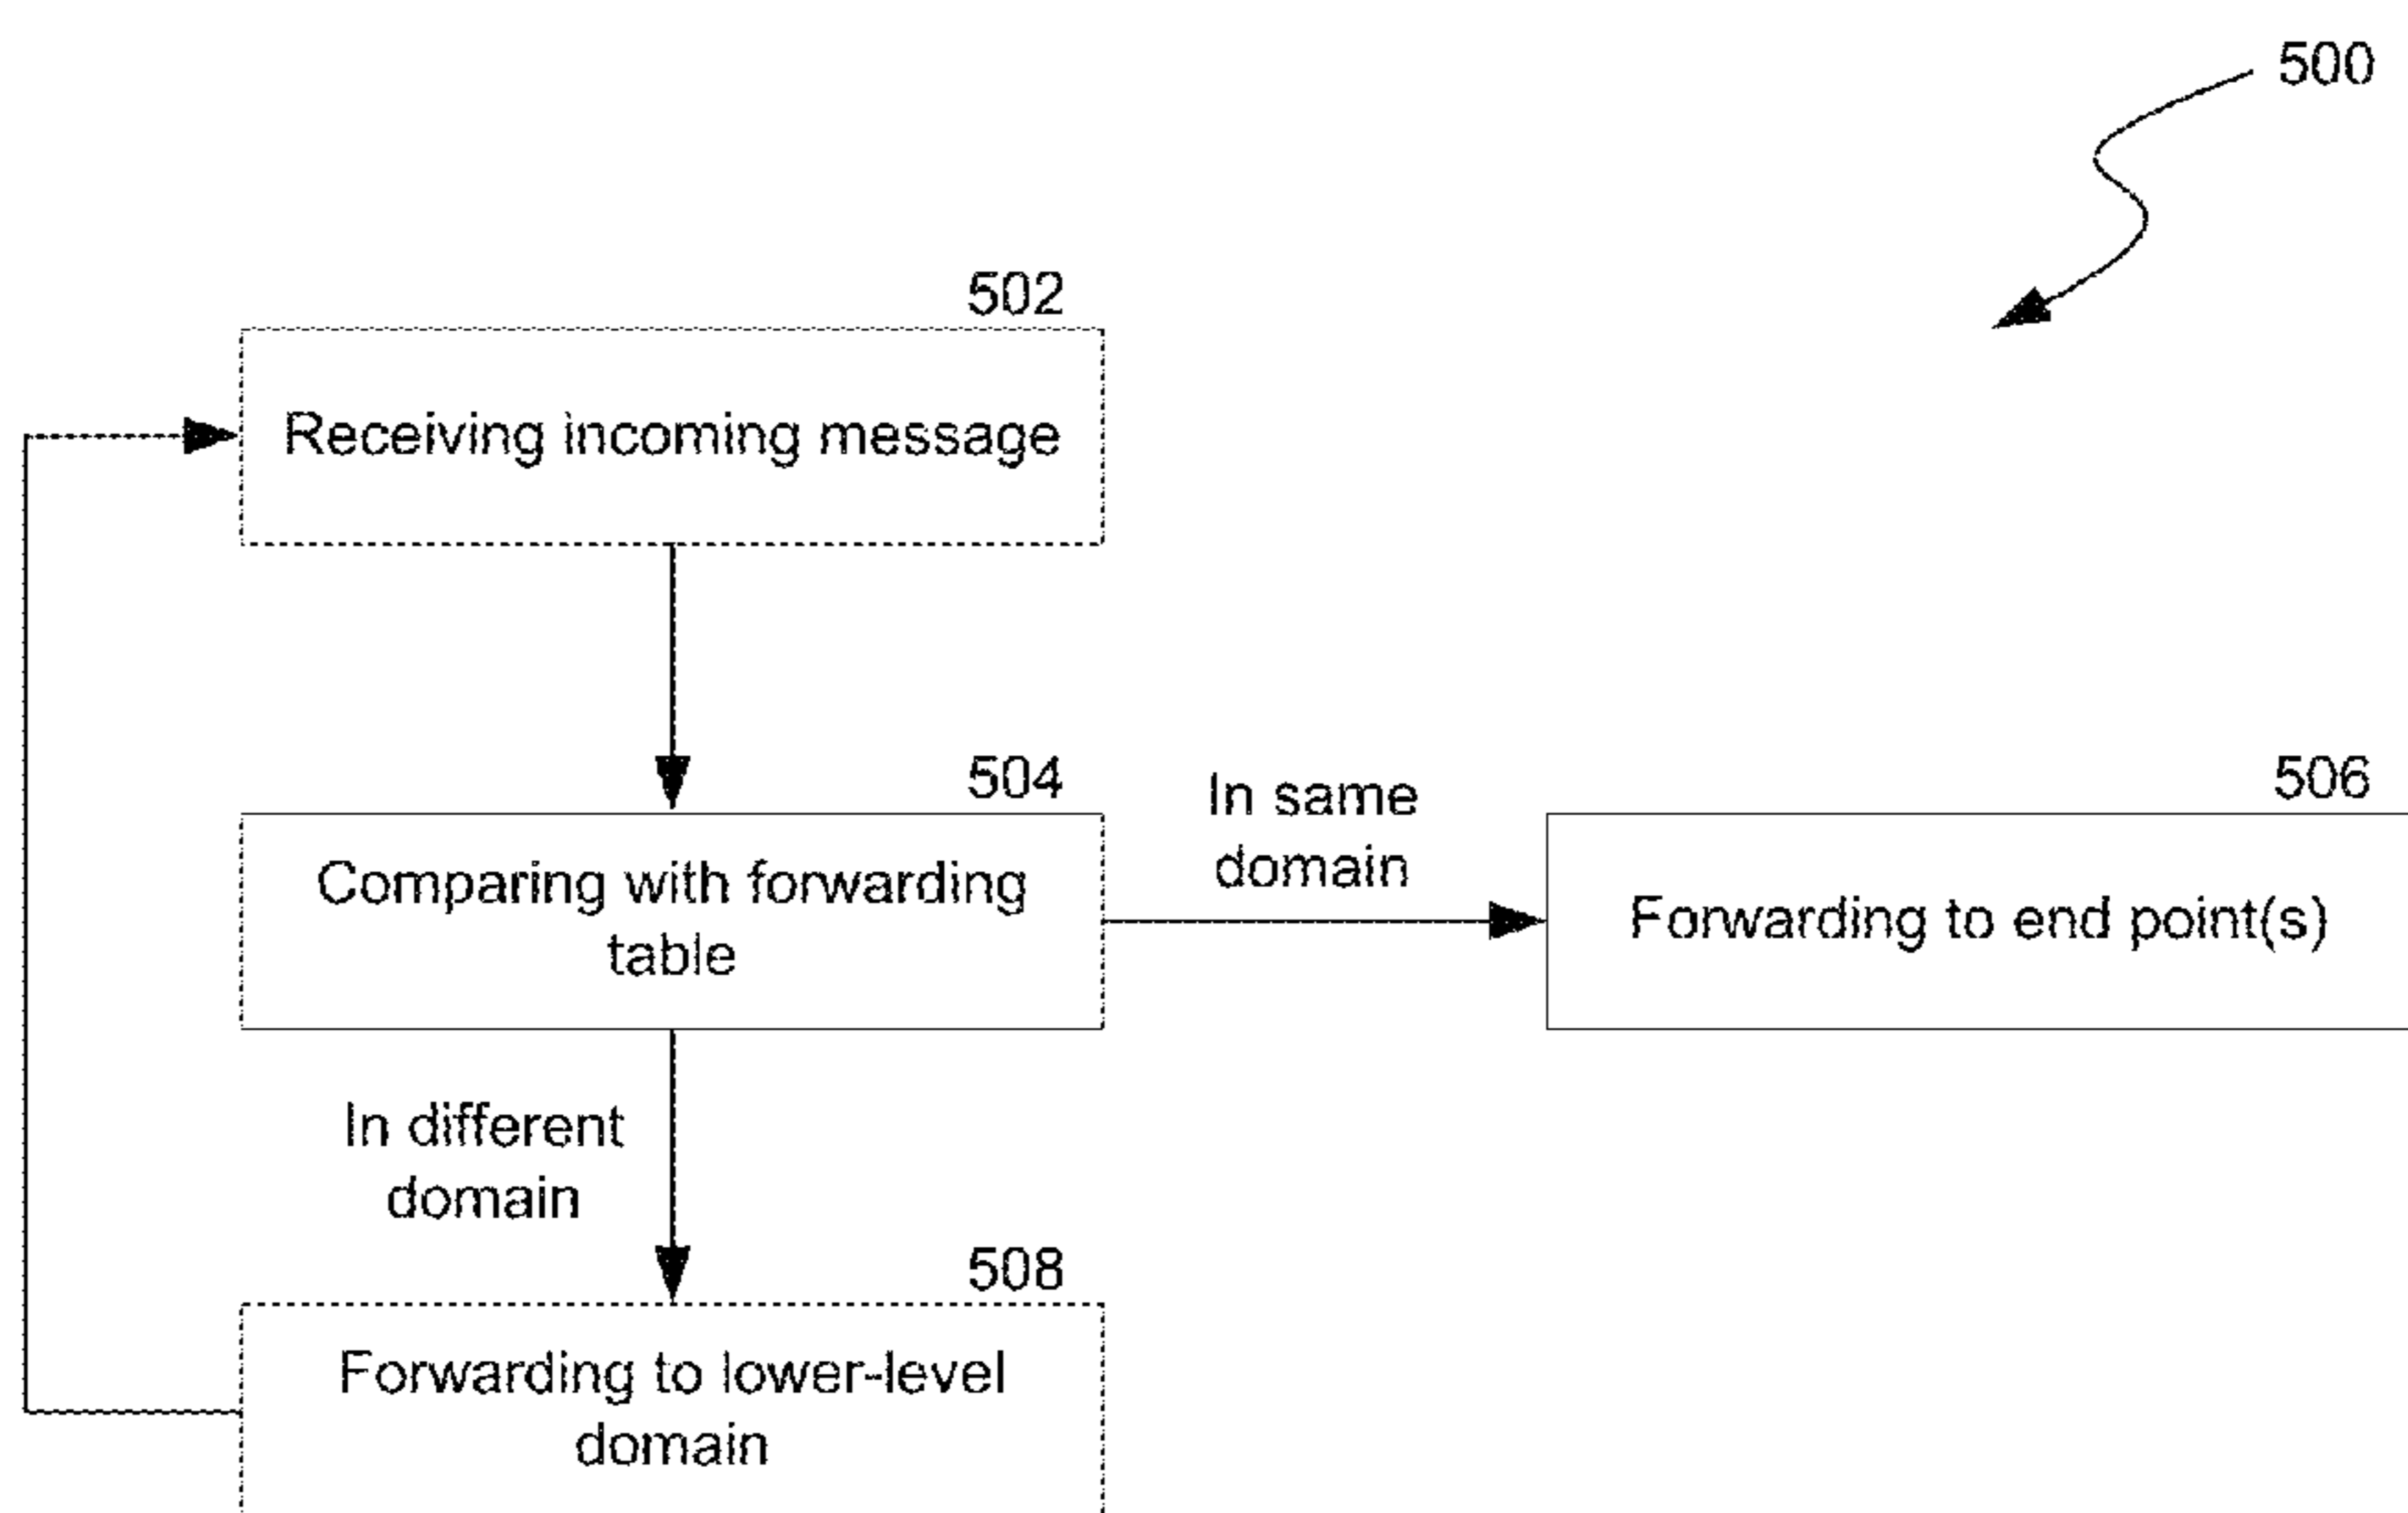 500
502
Receiving incoming message
504
Comparing with forwarding
table
In same
domain
506
Forwarding to end point(s)
In different
domain
508
Forwarding to lower-level
domain